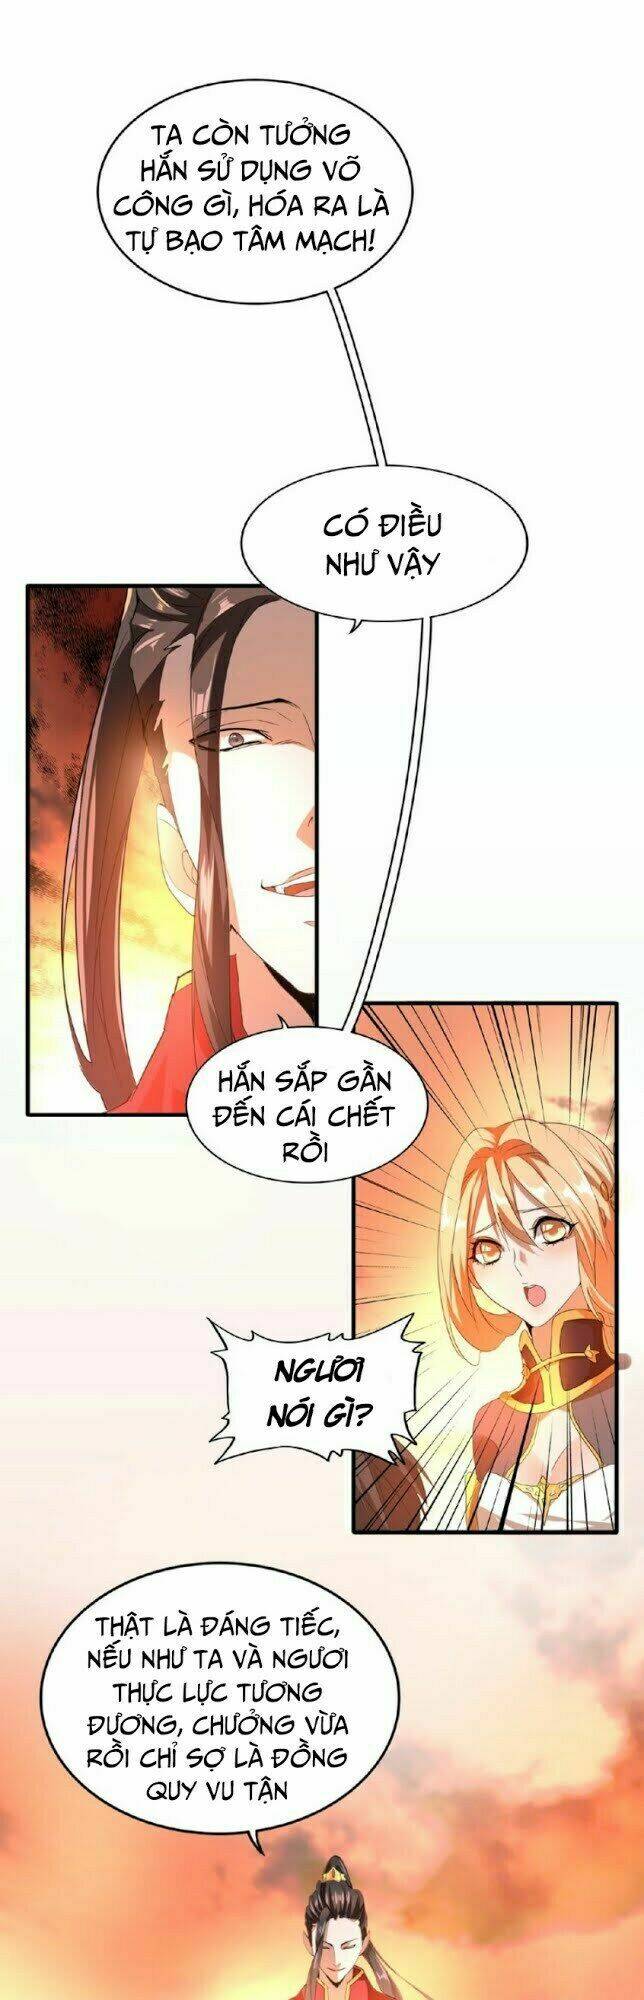 TA CÒN TƯỞNG
HẮN SỬ DỤNG VÕ
CÔNG GÌ, HÓA RA LÀ
TỰ BẠO TÂM MẠCH!
CÓ ĐIỀU
NHƯ VẬY
HẮN SẮP GẦN
ĐẾN CÁI CHẾT
RỒI
NGƯƠI
NÓI GÌ?
THẬT LÀ ĐÁNG TIẾC,
NẾU NHƯ TA VÀ NGƯƠI
THỰC LỰC TƯƠNG
ĐƯƠNG, CHƯỞNG VỪA
RỒI CHỈ SỢ LÀ ĐỒNG
QUY VU TẬN